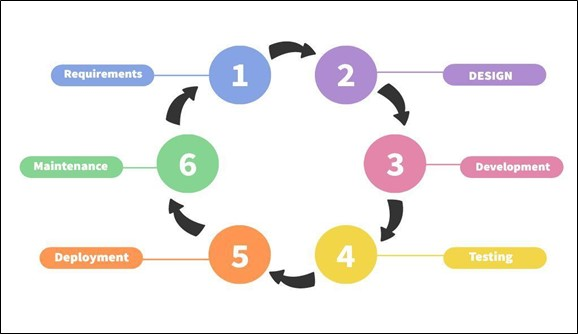 Requirements
1
2
DESIGN
3
Development
4
Testing
5
Deployment
6
Maintenance